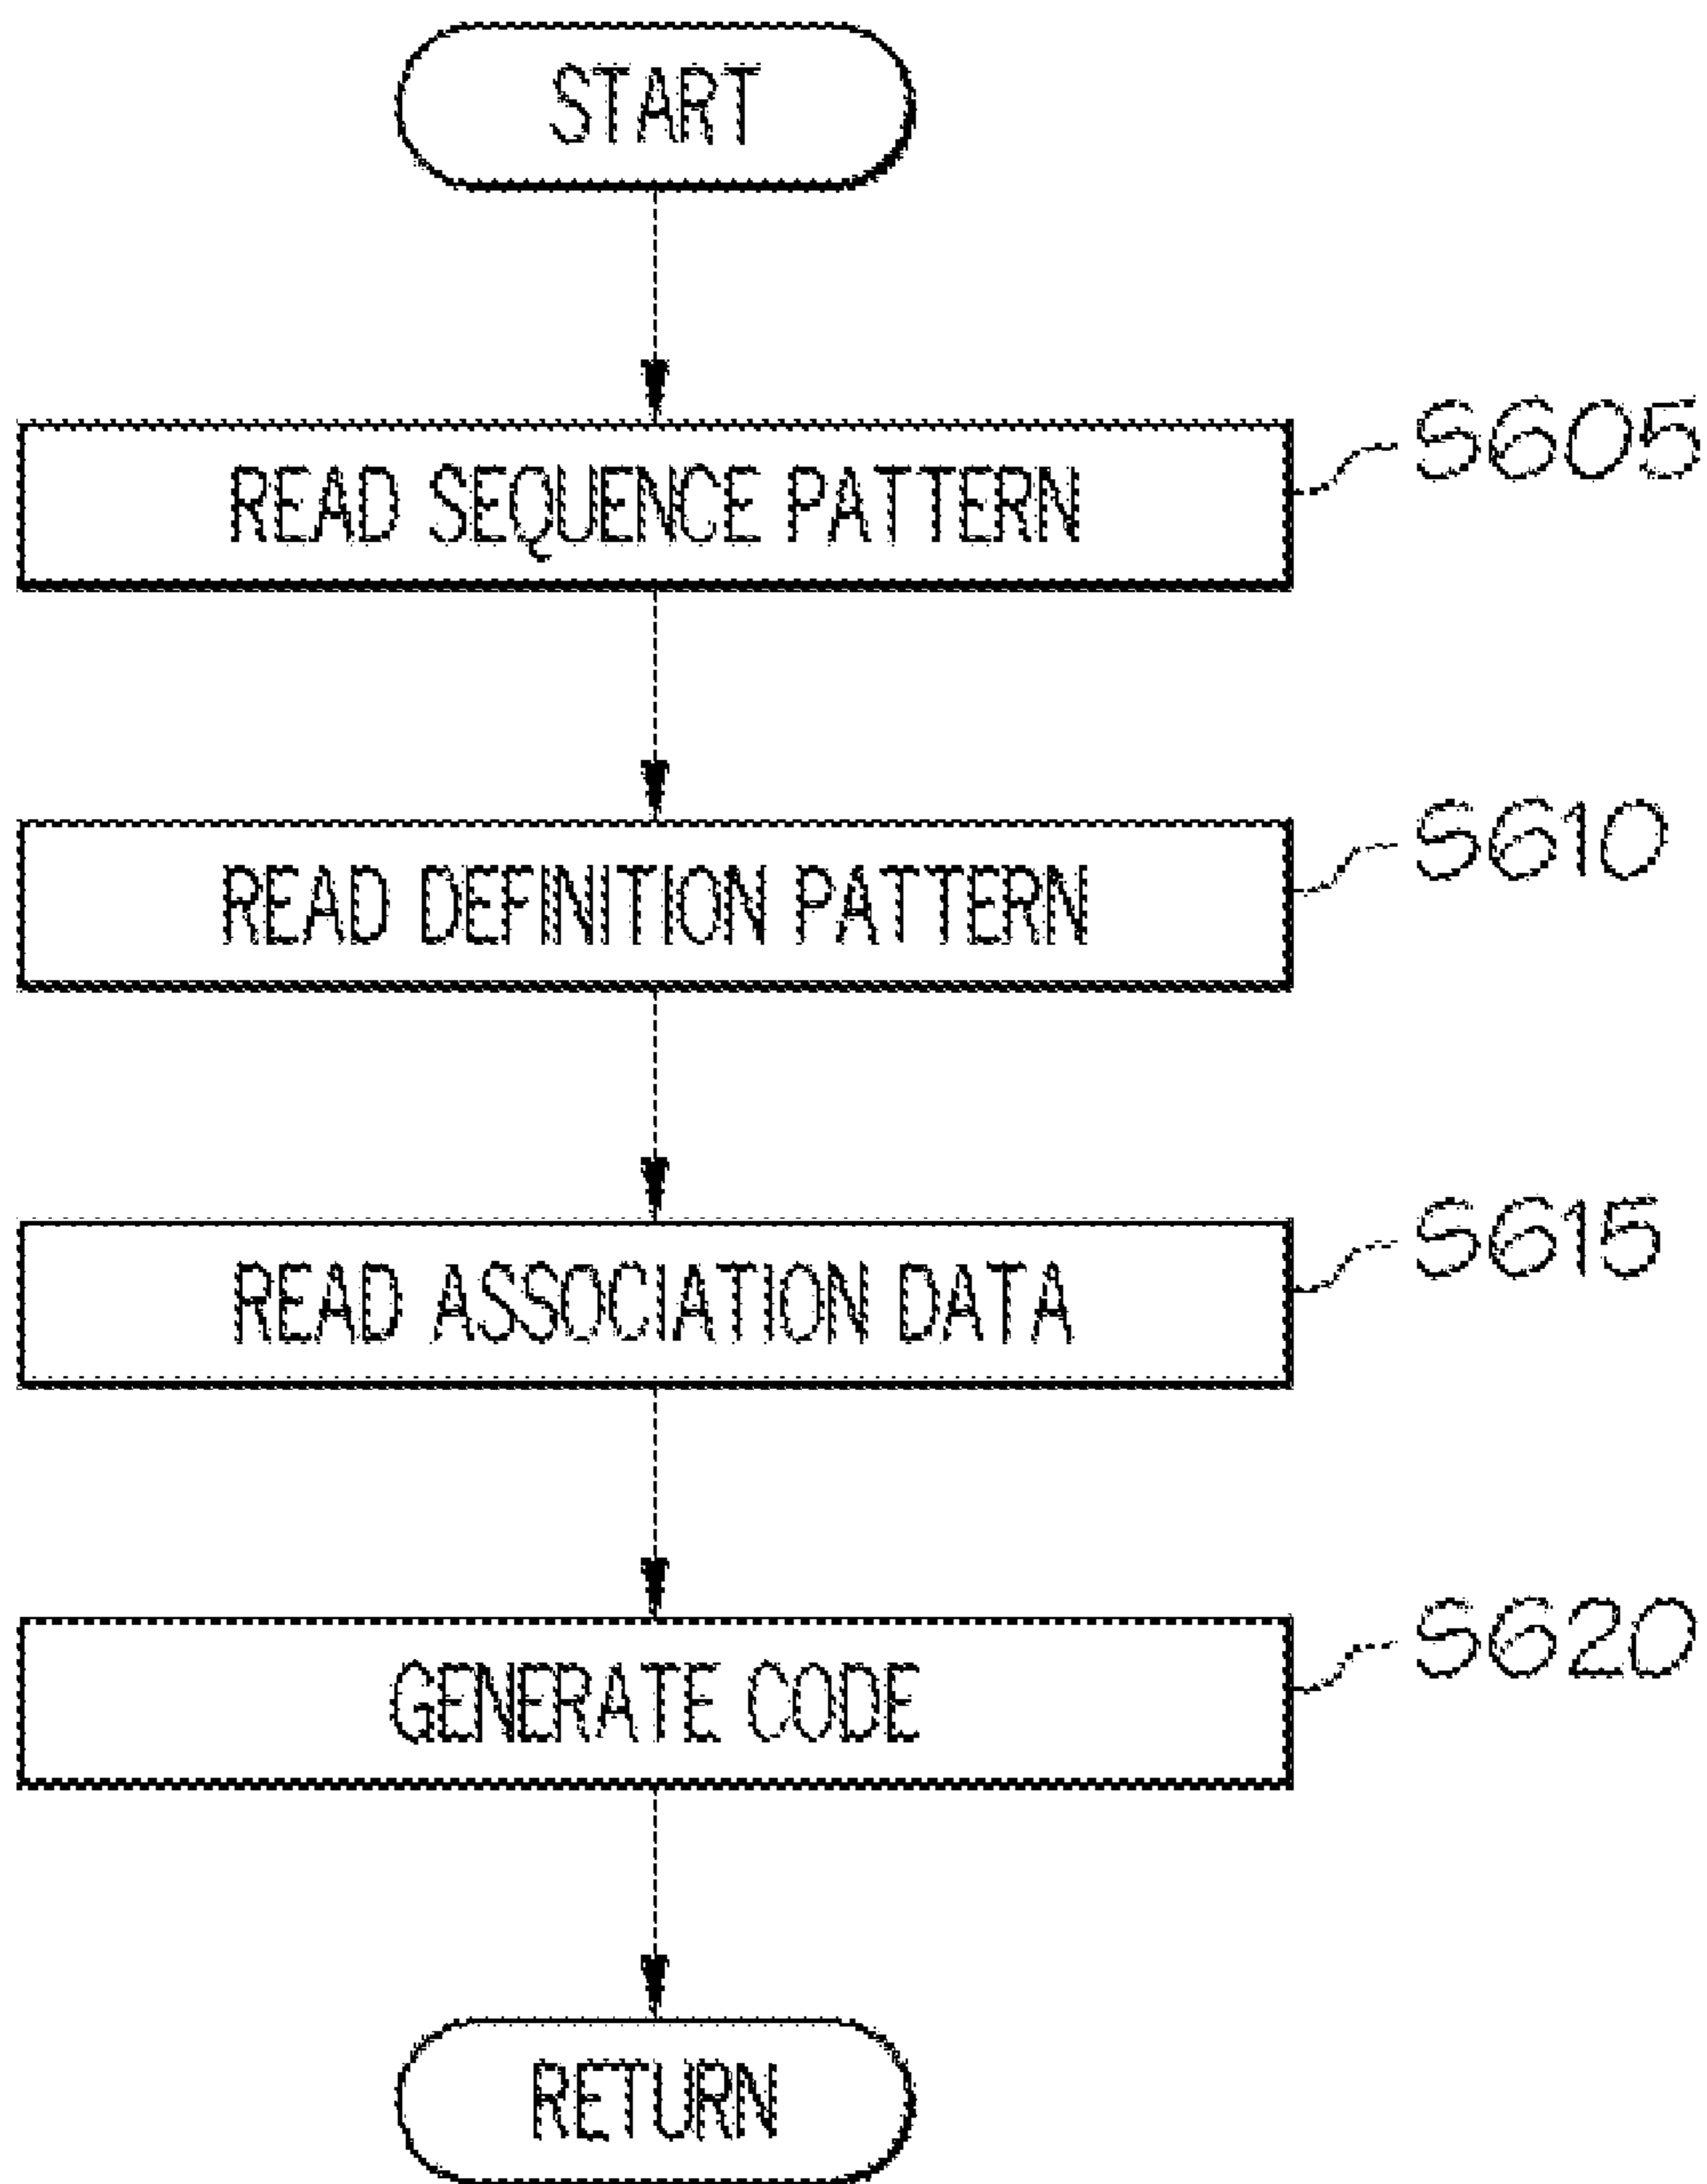 START
READ SEQUENCE PATTERN
S605
READ DEFINITION PATTERN
S610
READ ASSOCIATION DATA
S615
GENERATE CODE
S620
RETURN